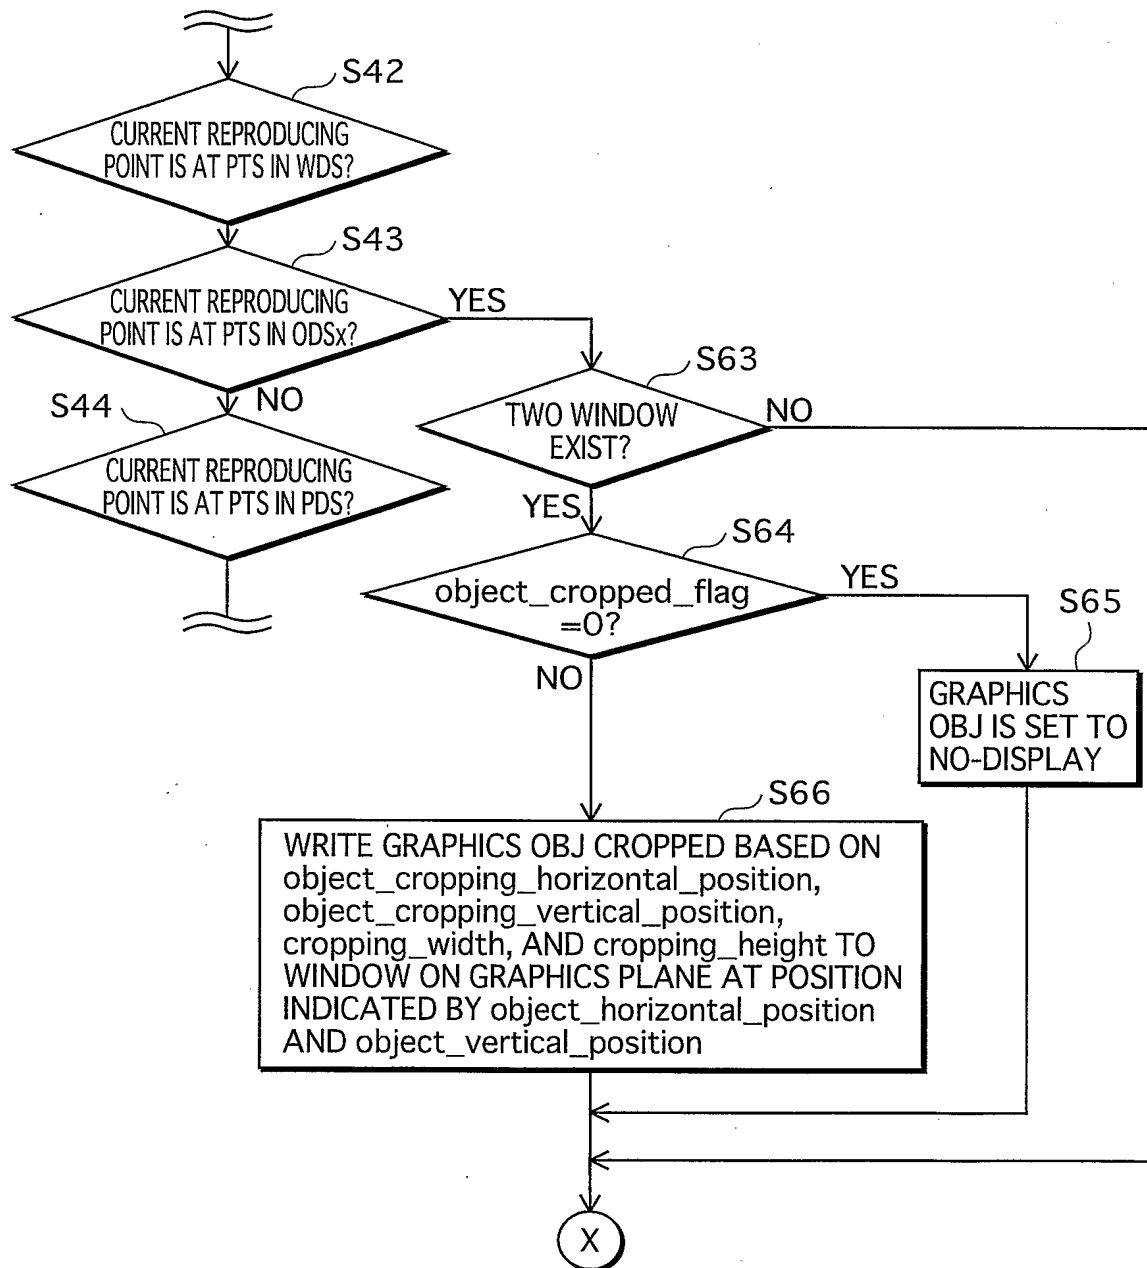 S42
CURRENT REPRODUCING
POINT IS AT PTS IN WDS?
S43
CURRENT REPRODUCING
POINT IS AT PTS IN ODSx?
YES
NO
S44
CURRENT REPRODUCING
POINT IS AT PTS IN PDS?
S63
TWO WINDOW
EXIST?
NO
YES
S64
object_cropped_flag
=0?
YES
NO
S65
GRAPHICS
OBJ IS SET TO
NO-DISPLAY
S66
WRITE GRAPHICS OBJ CROPPED BASED ON
object_cropping_horizontal_position,
object_cropping_vertical_position,
cropping_width, AND cropping_height TO
WINDOW ON GRAPHICS PLANE AT POSITION
INDICATED BY object_horizontal_position
AND object_vertical_position
X